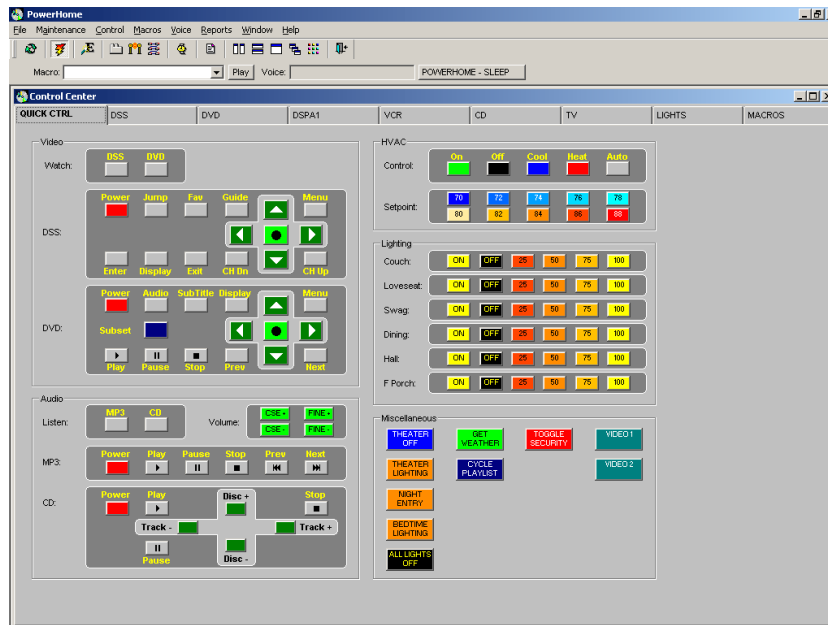 PowerHome
File Maintenance Control Macros Voice Reports Window Help
Macro: Play Voice: POWERHOME - SLEEP
Control Center
QUICK CTRL DSS DVD DSPA1 VCR CD TV LIGHTS MACROS
Video
Watch: DSS DVD
DSS:
Power Jump Fav Guide Menu
Enter Display Exit CH Dn CH Up
DVD:
Power Audio SubTitle Display Menu
Subset
Play Pause Stop Prev Next
Audio
Listen: MP3 CD Volume: CSE + FINE +
CSE - FINE -
MP3:
Power Play Pause Stop Prev Next
CD:
Power Play Disc + Stop
Track - Track +
Pause Disc -
HVAC
Control: On Off Cool Heat Auto
Setpoint: 70 72 74 76 78
80 82 84 86 88
Lighting
Couch: ON OFF 25 50 75 100
Loveseat: ON OFF 25 50 75 100
Swag: ON OFF 25 50 75 100
Dining: ON OFF 25 50 75 100
Hall: ON OFF 25 50 75 100
F Porch: ON OFF 25 50 75 100
Miscellaneous
THEATER OFF GET WEATHER TOGGLE SECURITY VIDEO 1
THEATER LIGHTING CYCLE PLAYLIST VIDEO 2
NIGHT ENTRY
BEDTIME LIGHTING
ALL LIGHTS OFF